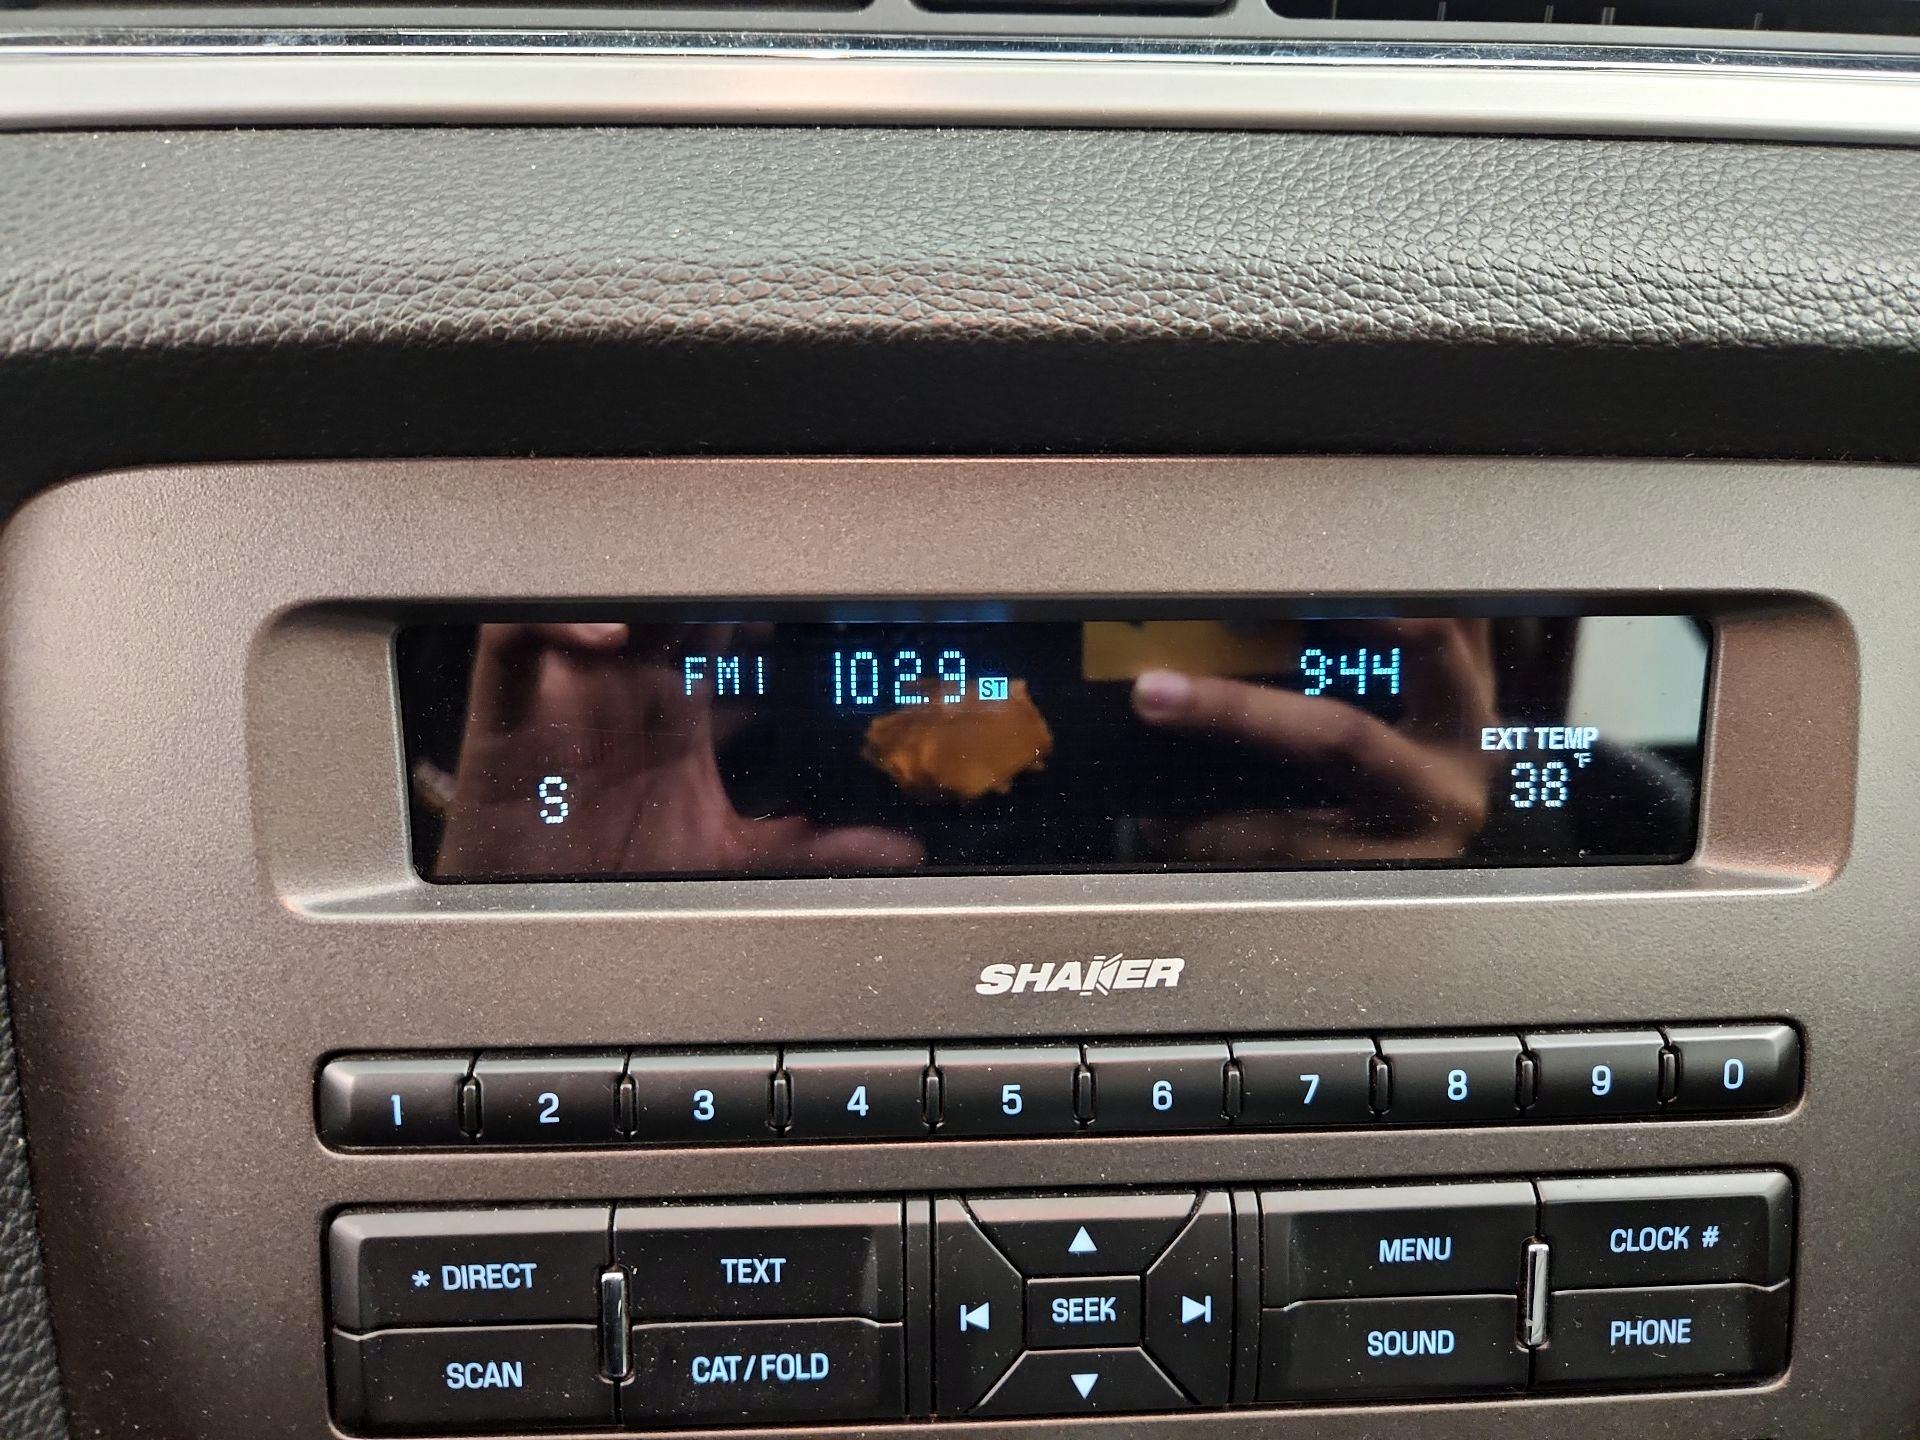 FM1 102.9 ST 9:44
EXT TEMP
S 38°F
SHAKER
1 2 3 4 5 6 7 8 9 0
* DIRECT TEXT SEEK MENU CLOCK #
SCAN CAT/FOLD SOUND PHONE